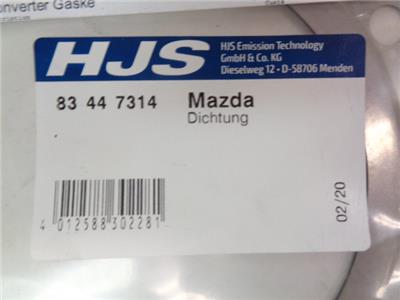 onverter Gaske
HJS
HJS Emission Technology
GmbH & Co. KG
Dieselweg 12 • D-58706 Menden
83 44 7314 Mazda
Dichtung
4 012588 302281
02/20